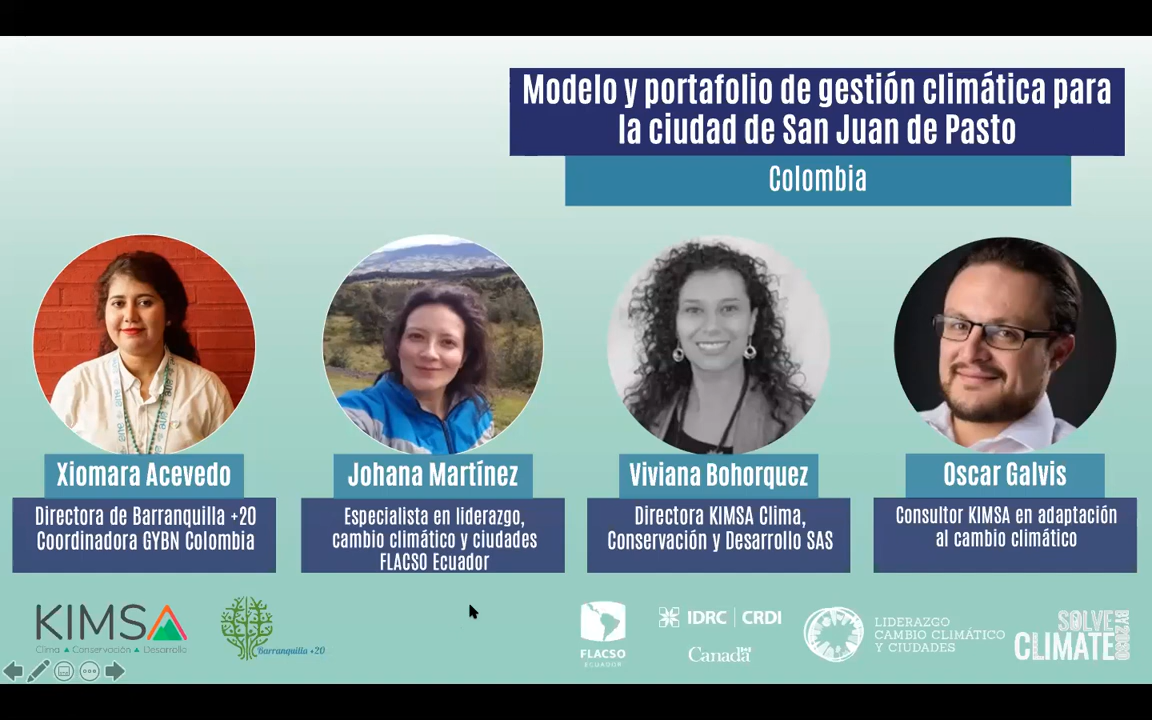 Modelo y portafolio de gestión climática para
la ciudad de San Juan de Pasto
Colombia
Xiomara Acevedo
Directora de Barranquilla +20
Coordinadora GYBN Colombia
Johana Martínez
Especialista en liderazgo,
cambio climático y ciudades
FLACSO Ecuador
Viviana Bohorquez
Directora KIMSA Clima,
Conservación y Desarrollo SAS
Oscar Galvis
Consultor KIMSA en adaptación
al cambio climático
KIMSA
Clima Conservación Desarrollo
Barranquilla +20
FLACSO
ECUADOR
IDRC | CRDI
Canada
LIDERAZGO
CAMBIO CLIMÁTICO
Y CIUDADES
SOLVE
CLIMATE
BY 2030